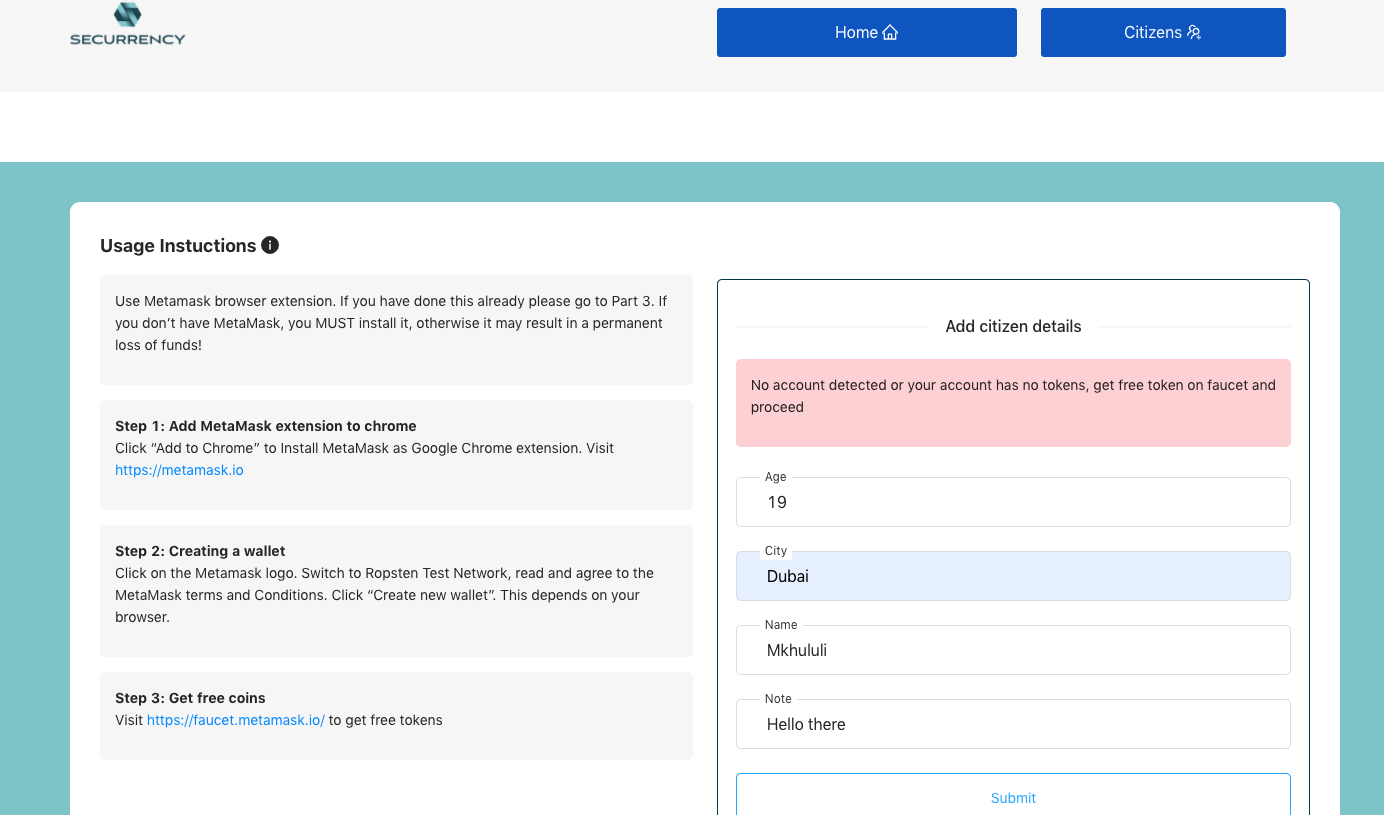 SECURRENCY
Home
Citizens
Usage Instuctions
Use Metamask browser extension. If you have done this already please go to Part 3. If
you don’t have MetaMask, you MUST install it, otherwise it may result in a permanent
loss of funds!
Step 1: Add MetaMask extension to chrome
Click “Add to Chrome” to Install MetaMask as Google Chrome extension. Visit
https://metamask.io
Step 2: Creating a wallet
Click on the Metamask logo. Switch to Ropsten Test Network, read and agree to the
MetaMask terms and Conditions. Click “Create new wallet”. This depends on your
browser.
Step 3: Get free coins
Visit https://faucet.metamask.io/ to get free tokens
Add citizen details
No account detected or your account has no tokens, get free token on faucet and
proceed
Age
19
City
Dubai
Name
Mkhululi
Note
Hello there
Submit